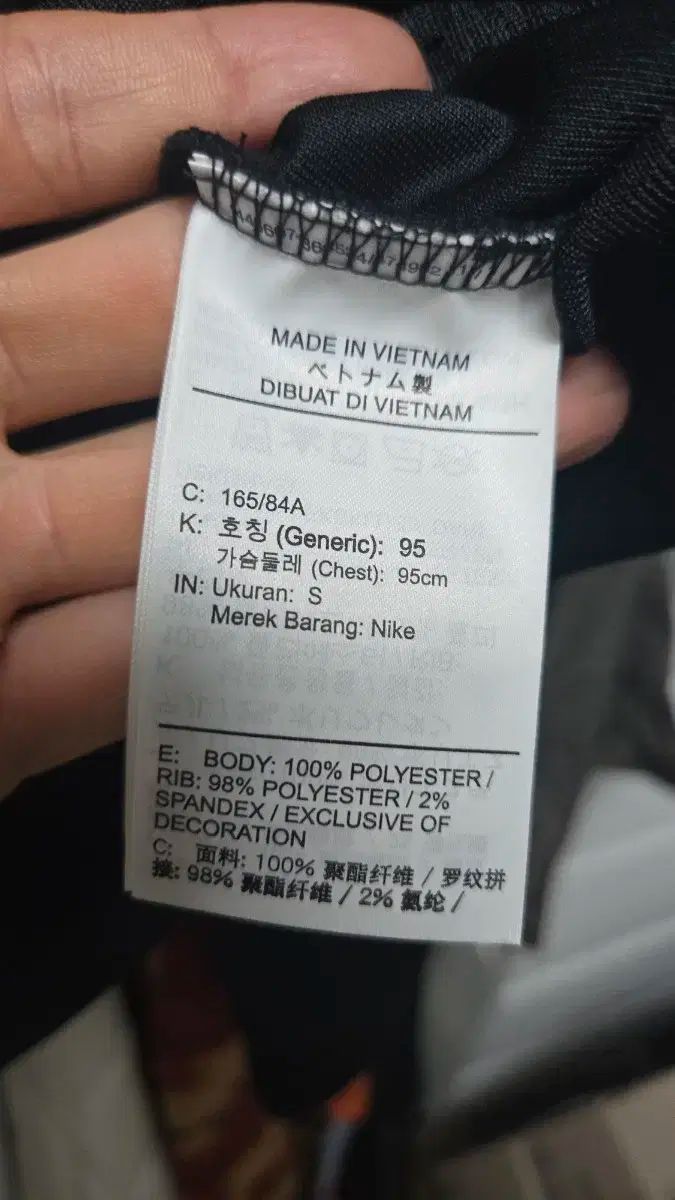 MADE IN VIETNAM
ベトナム製
DIBUAT DI VIETNAM
C: 165/84A
K: 호칭 (Generic): 95
가슴둘레 (Chest): 95cm
IN: Ukuran: S
Merek Barang: Nike
E: BODY: 100% POLYESTER /
RIB: 98% POLYESTER / 2%
SPANDEX / EXCLUSIVE OF
DECORATION
C: 面料: 100% 聚酯纤维 / 罗纹拼
接: 98% 聚酯纤维 / 2% 氨纶 /